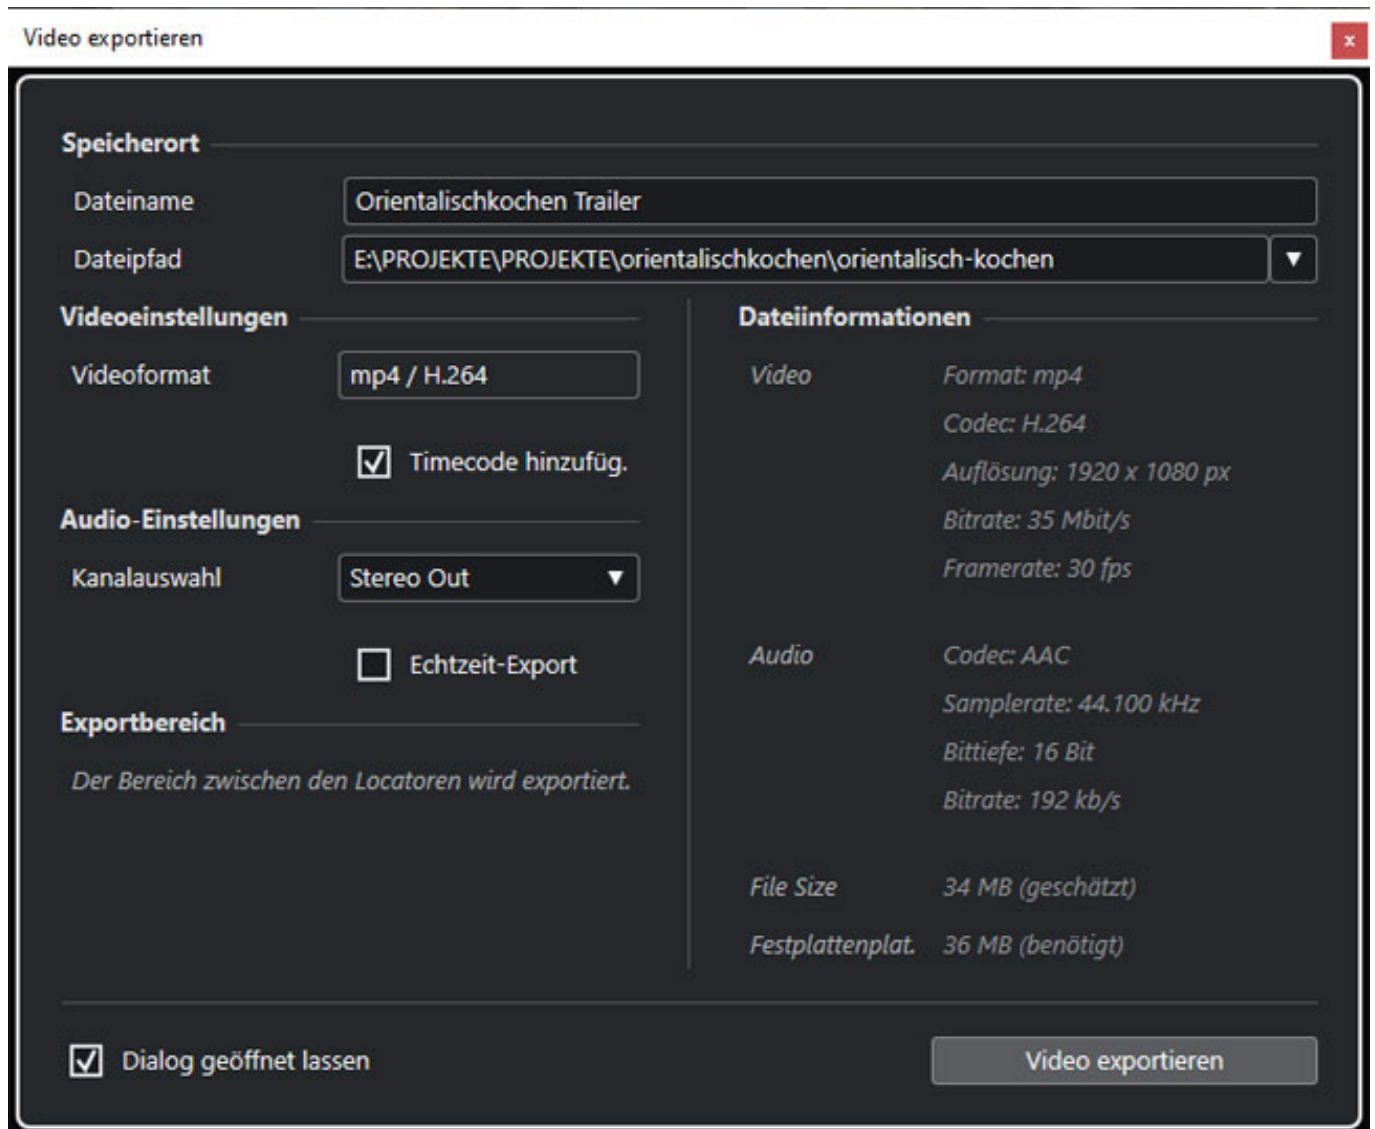 Video exportieren
x
Speicherort
Dateiname Orientalischkochen Trailer
Dateipfad E:\PROJEKTE\PROJEKTE\orientalischkochen\orientalisch-kochen
Videoeinstellungen
Videoformat mp4 / H.264
Timecode hinzufüg.
Audio-Einstellungen
Kanalauswahl Stereo Out
Echtzeit-Export
Exportbereich
Der Bereich zwischen den Locatoren wird exportiert.
Dateiinformationen
Video Format: mp4
Codec: H.264
Auflösung: 1920 x 1080 px
Bitrate: 35 Mbit/s
Framerate: 30 fps
Audio Codec: AAC
Samplerate: 44.100 kHz
Bittiefe: 16 Bit
Bitrate: 192 kb/s
File Size 34 MB (geschätzt)
Festplattenplat. 36 MB (benötigt)
Dialog geöffnet lassen
Video exportieren